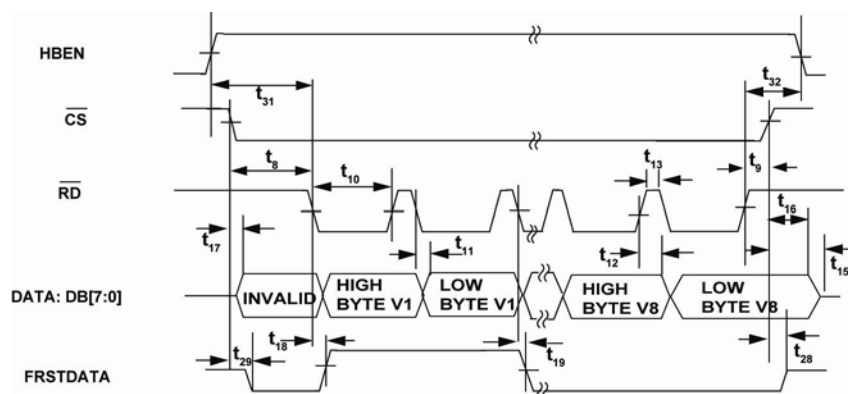 HBEN
t31
t32
CS
t8
t10
t13
t9
RD
t16
t17
t11
t12
t15
DATA: DB[7:0]
INVALID
HIGH
BYTE V1
LOW
BYTE V1
HIGH
BYTE V8
LOW
BYTE V8
t18
t29
t19
t28
FRSTDATA